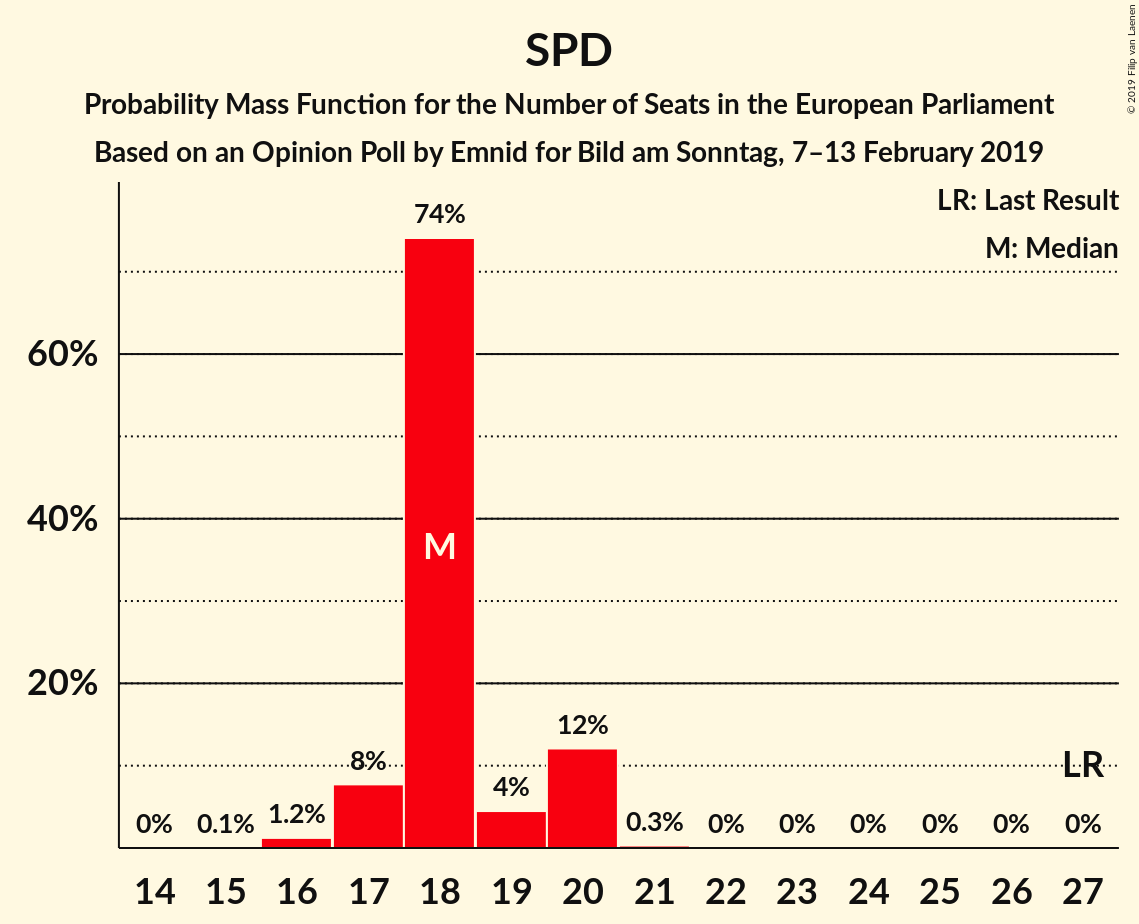 SPD
Probability Mass Function for the Number of Seats in the European Parliament
Based on an Opinion Poll by Emnid for Bild am Sonntag, 7–13 February 2019
© 2019 Filip van Laenen
LR: Last Result
M: Median
74%
60%
40%
M
20%
12%
8%
LR
4%
0% 0.1% 1.2% 0.3% 0% 0% 0% 0% 0% 0%
14 15 16 17 18 19 20 21 22 23 24 25 26 27